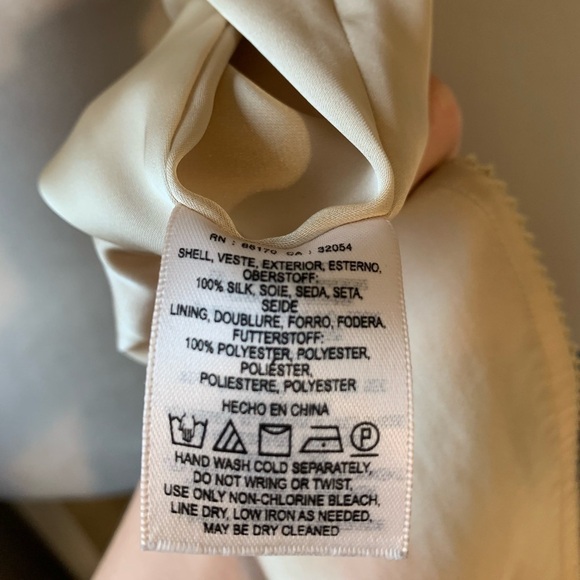 RN : 66170 CA : 32054
SHELL, VESTE, EXTERIOR, ESTERNO,
OBERSTOFF:
100% SILK, SOIE, SEDA, SETA,
SEIDE
LINING, DOUBLURE, FORRO, FODERA,
FUTTERSTOFF:
100% POLYESTER, POLYESTER,
POLIÉSTER,
POLIESTERE, POLYESTER
HECHO EN CHINA
P
HAND WASH COLD SEPARATELY,
DO NOT WRING OR TWIST,
USE ONLY NON-CHLORINE BLEACH,
LINE DRY, LOW IRON AS NEEDED,
MAY BE DRY CLEANED